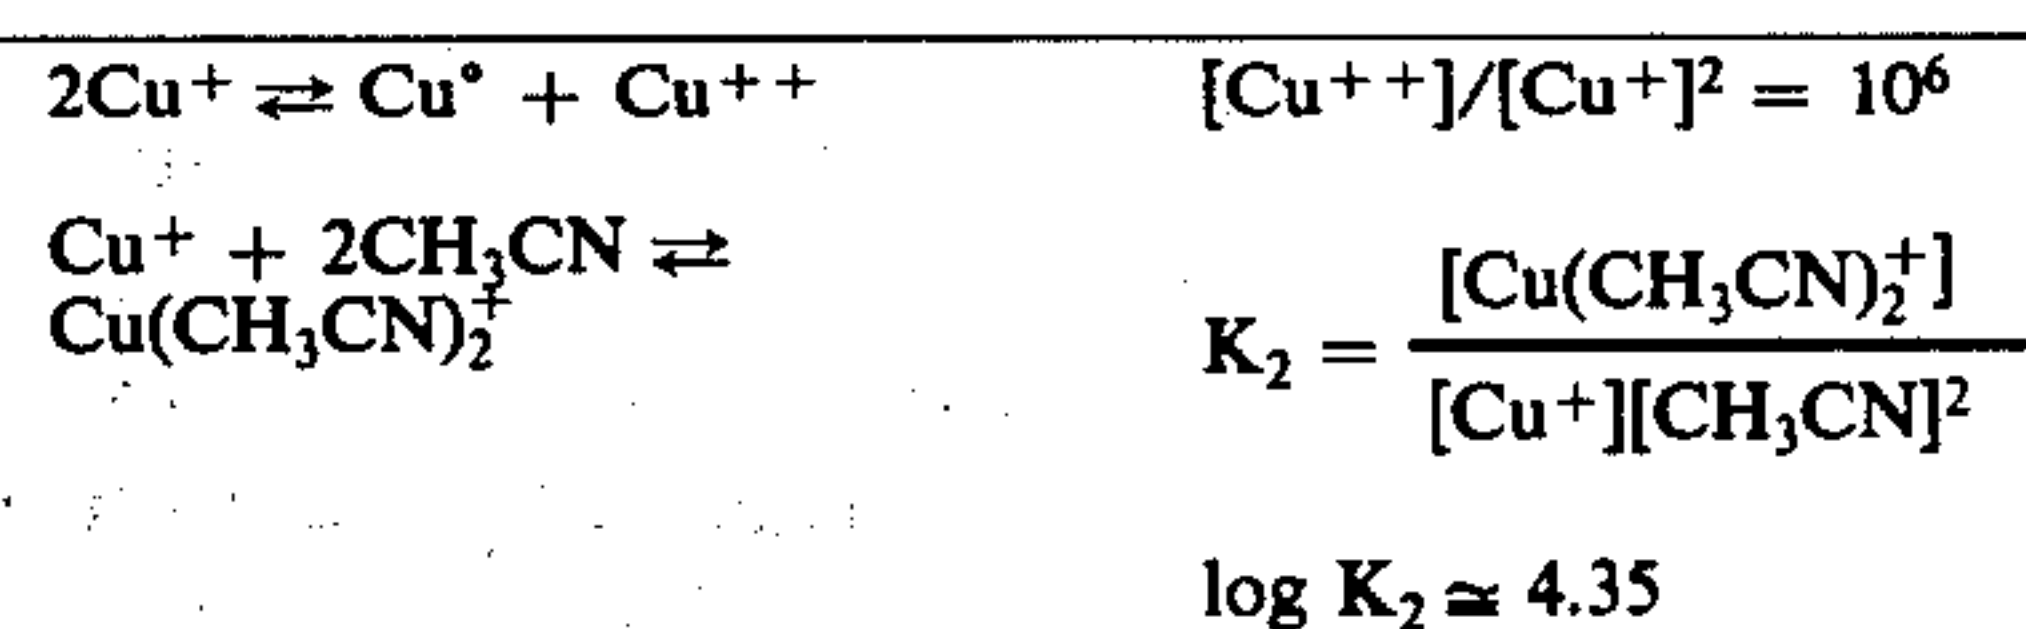 2Cu⁺ ⇌ Cu° + Cu⁺⁺ [Cu⁺⁺]/[Cu⁺]² = 10⁶
Cu⁺ + 2CH₃CN ⇌
Cu(CH₃CN)₂⁺
K₂ = [Cu(CH₃CN)₂⁺] / [Cu⁺][CH₃CN]²
log K₂ ≃ 4.35